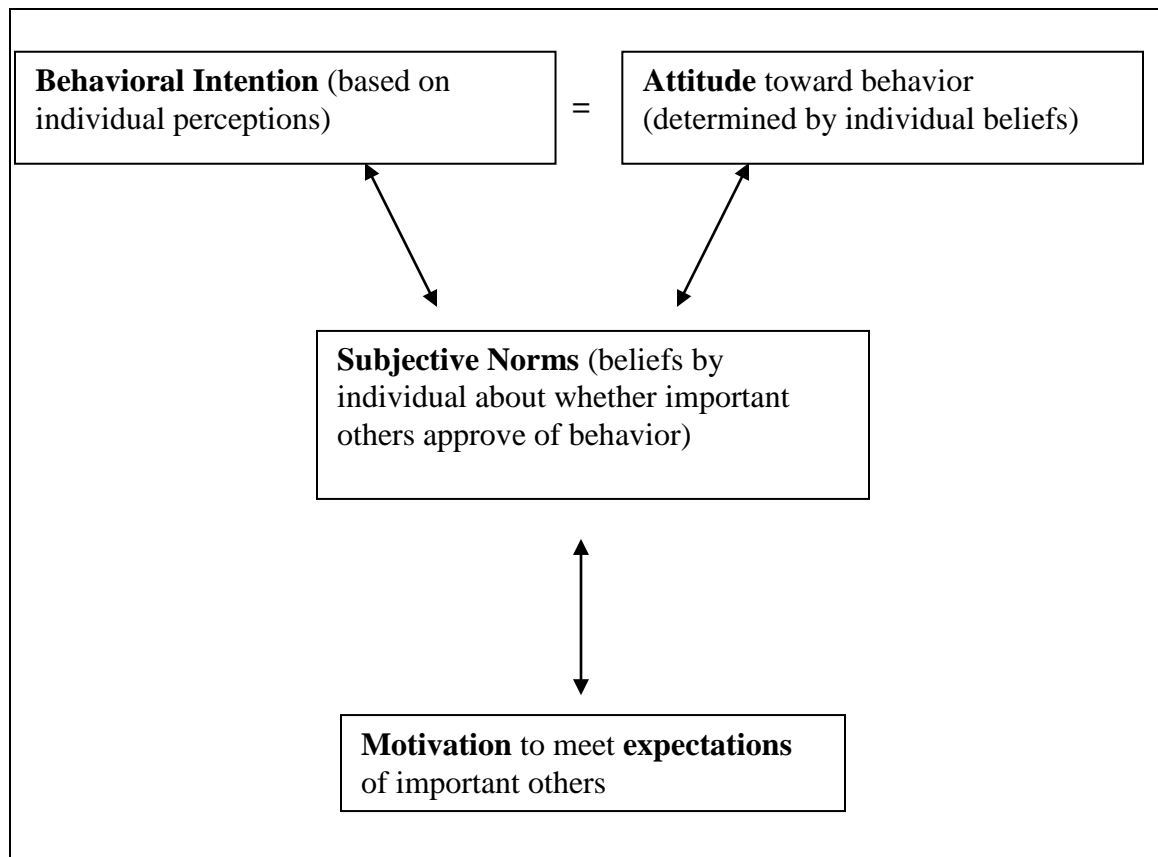 Behavioral Intention (based on
individual perceptions)
=
Attitude toward behavior
(determined by individual beliefs)
Subjective Norms (beliefs by
individual about whether important
others approve of behavior)
Motivation to meet expectations
of important others